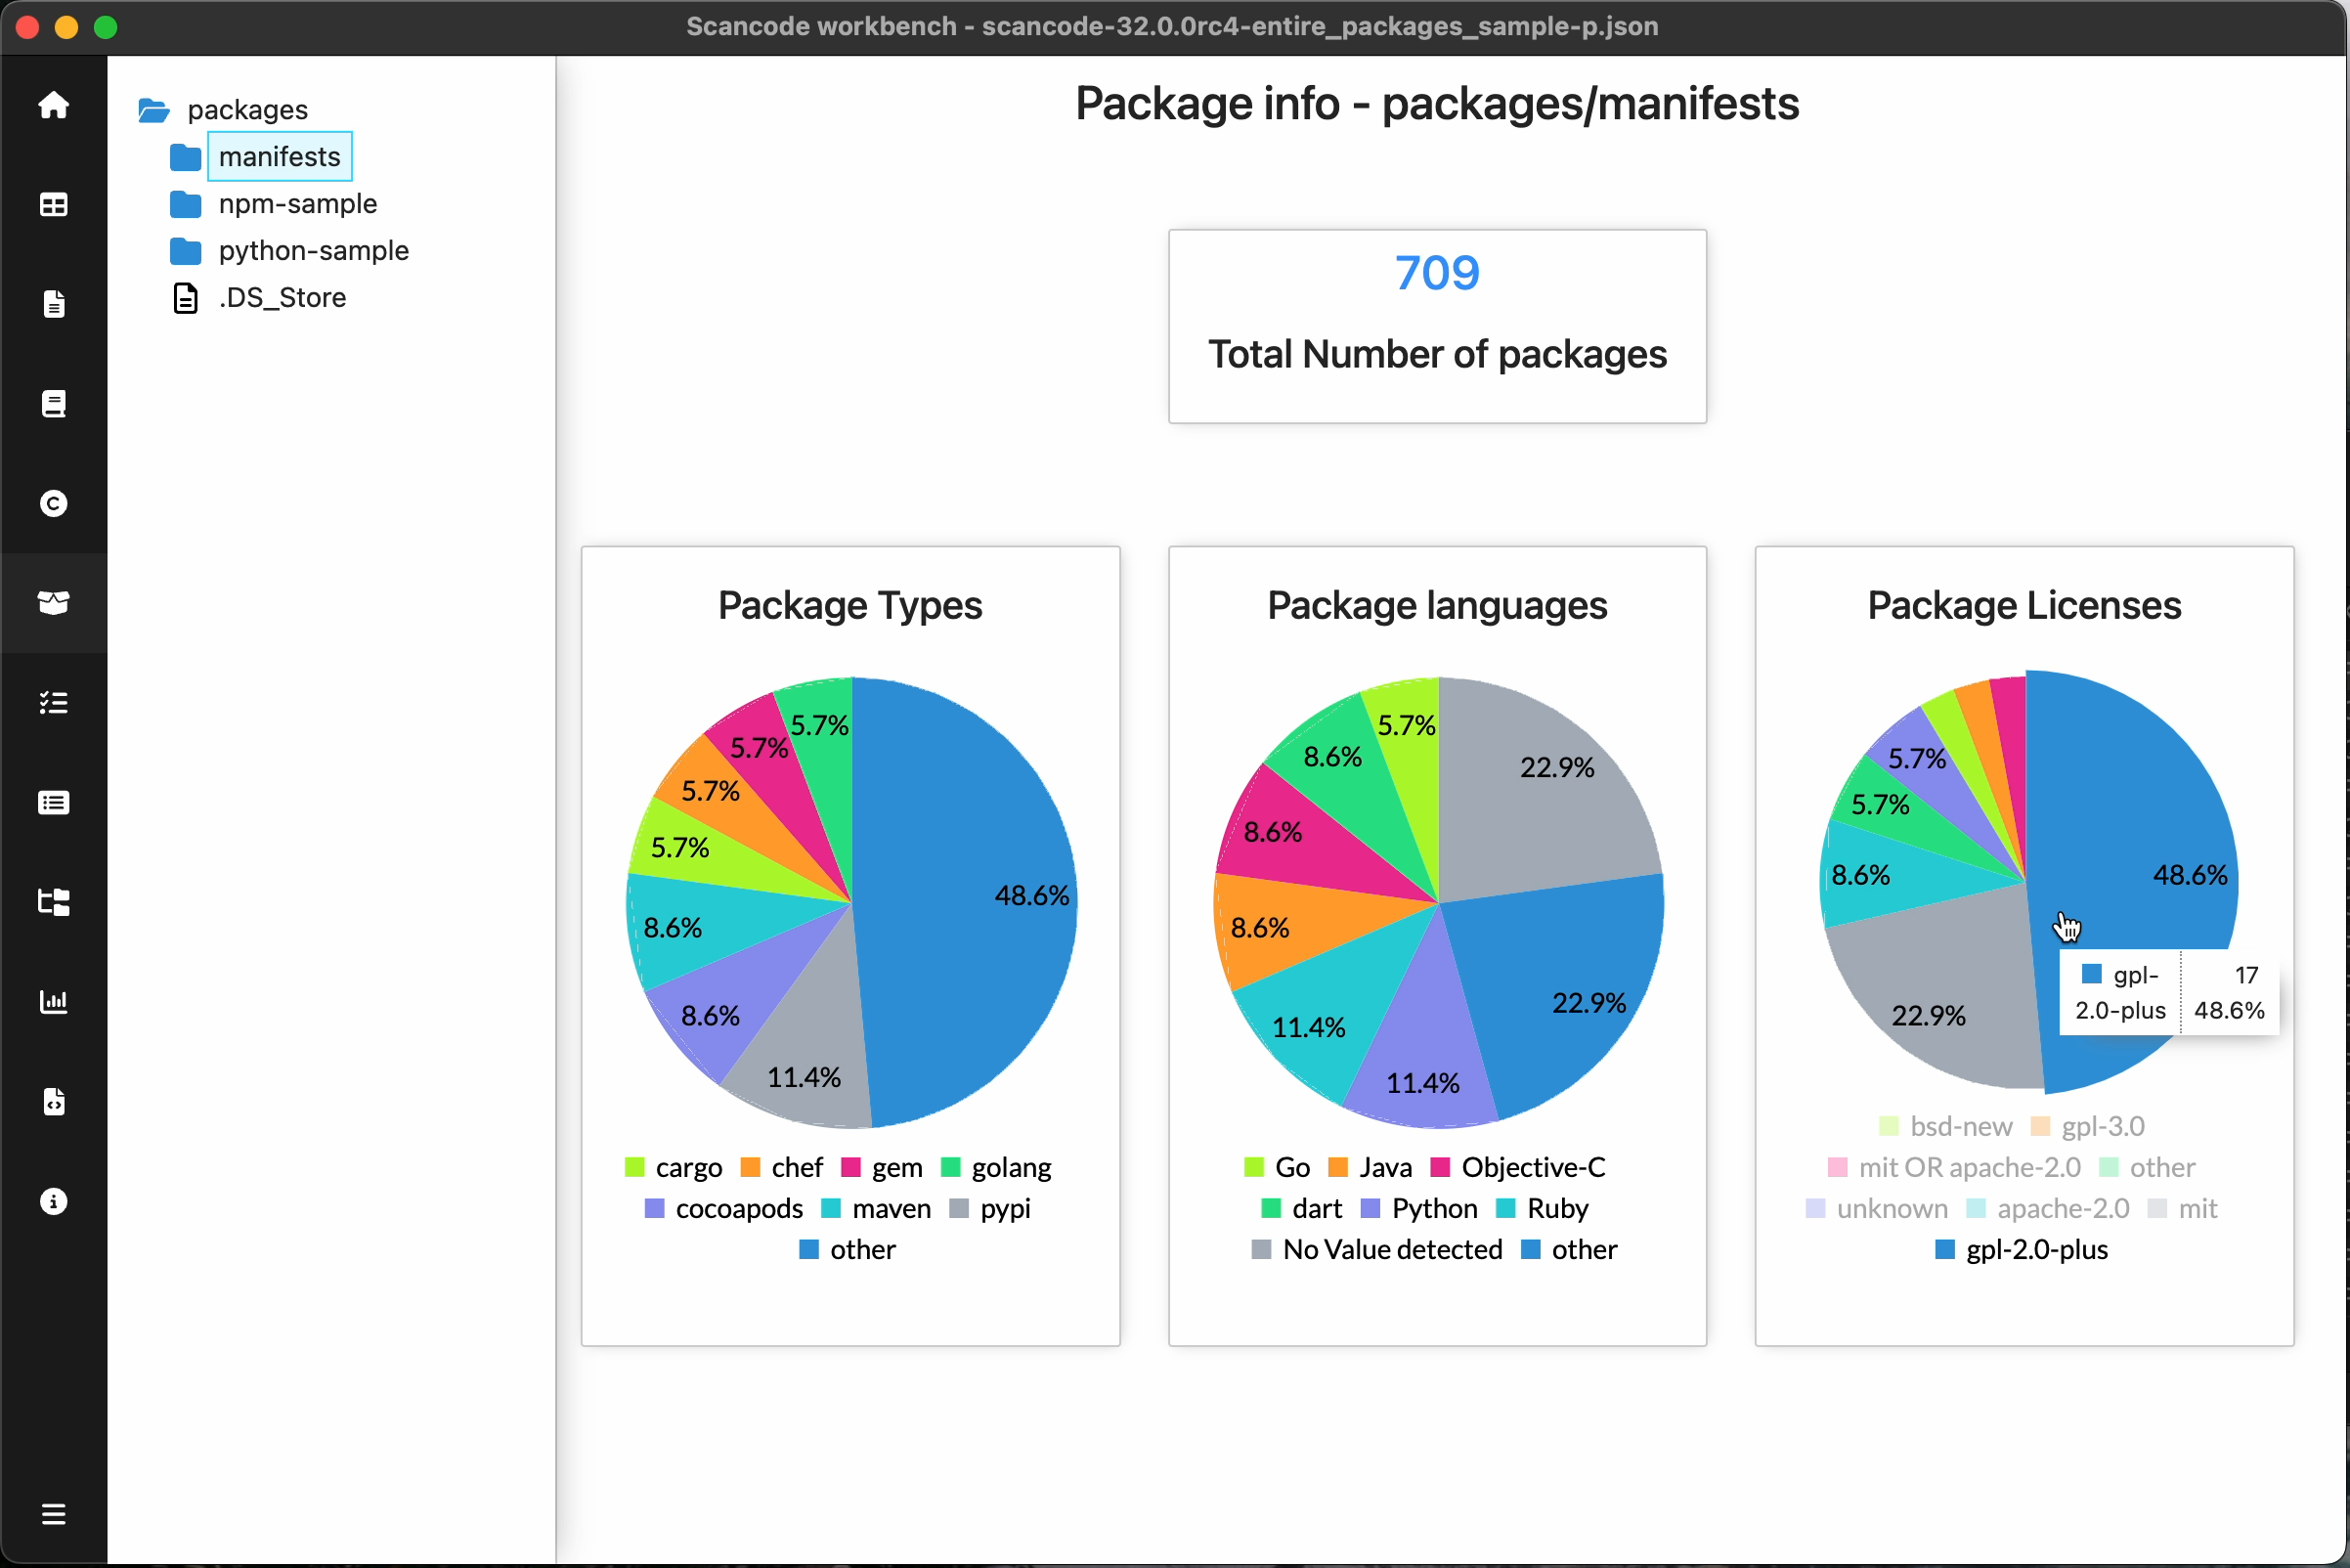 Scancode workbench - scancode-32.0.0rc4-entire_packages_sample-p.json
packages
manifests
npm-sample
python-sample
.DS_Store
Package info - packages/manifests
709
Total Number of packages
Package Types
5.7%
5.7%
5.7%
5.7%
48.6%
8.6%
8.6%
11.4%
cargo chef gem golang
cocoapods maven pypi
other
Package languages
5.7%
8.6%
22.9%
8.6%
8.6%
22.9%
11.4%
11.4%
Go Java Objective-C
dart Python Ruby
No Value detected other
Package Licenses
5.7%
5.7%
8.6%
48.6%
22.9%
gpl- 17
2.0-plus 48.6%
bsd-new gpl-3.0
mit OR apache-2.0 other
unknown apache-2.0 mit
gpl-2.0-plus